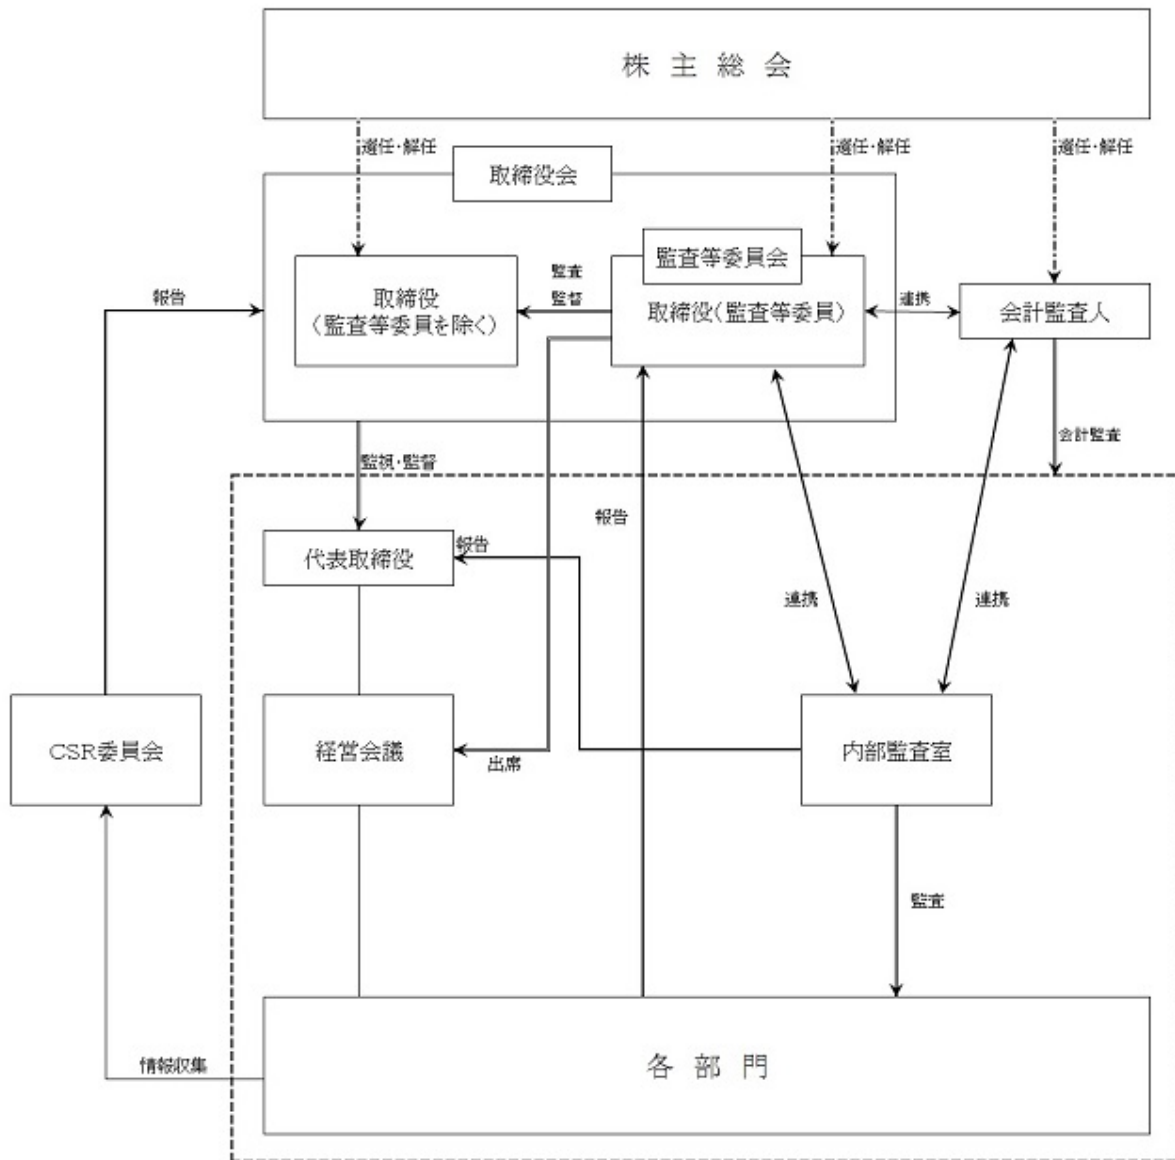 株主総会
選任・解任
選任・解任
選任・解任
取締役会
監査等委員会
取締役
（監査等委員を除く）
監査
監督
取締役（監査等委員）
連携
会計監査人
報告
会計監査
監視・監督
報告
代表取締役
報告
連携
連携
CSR委員会
経営会議
出席
内部監査室
監査
情報収集
各部門